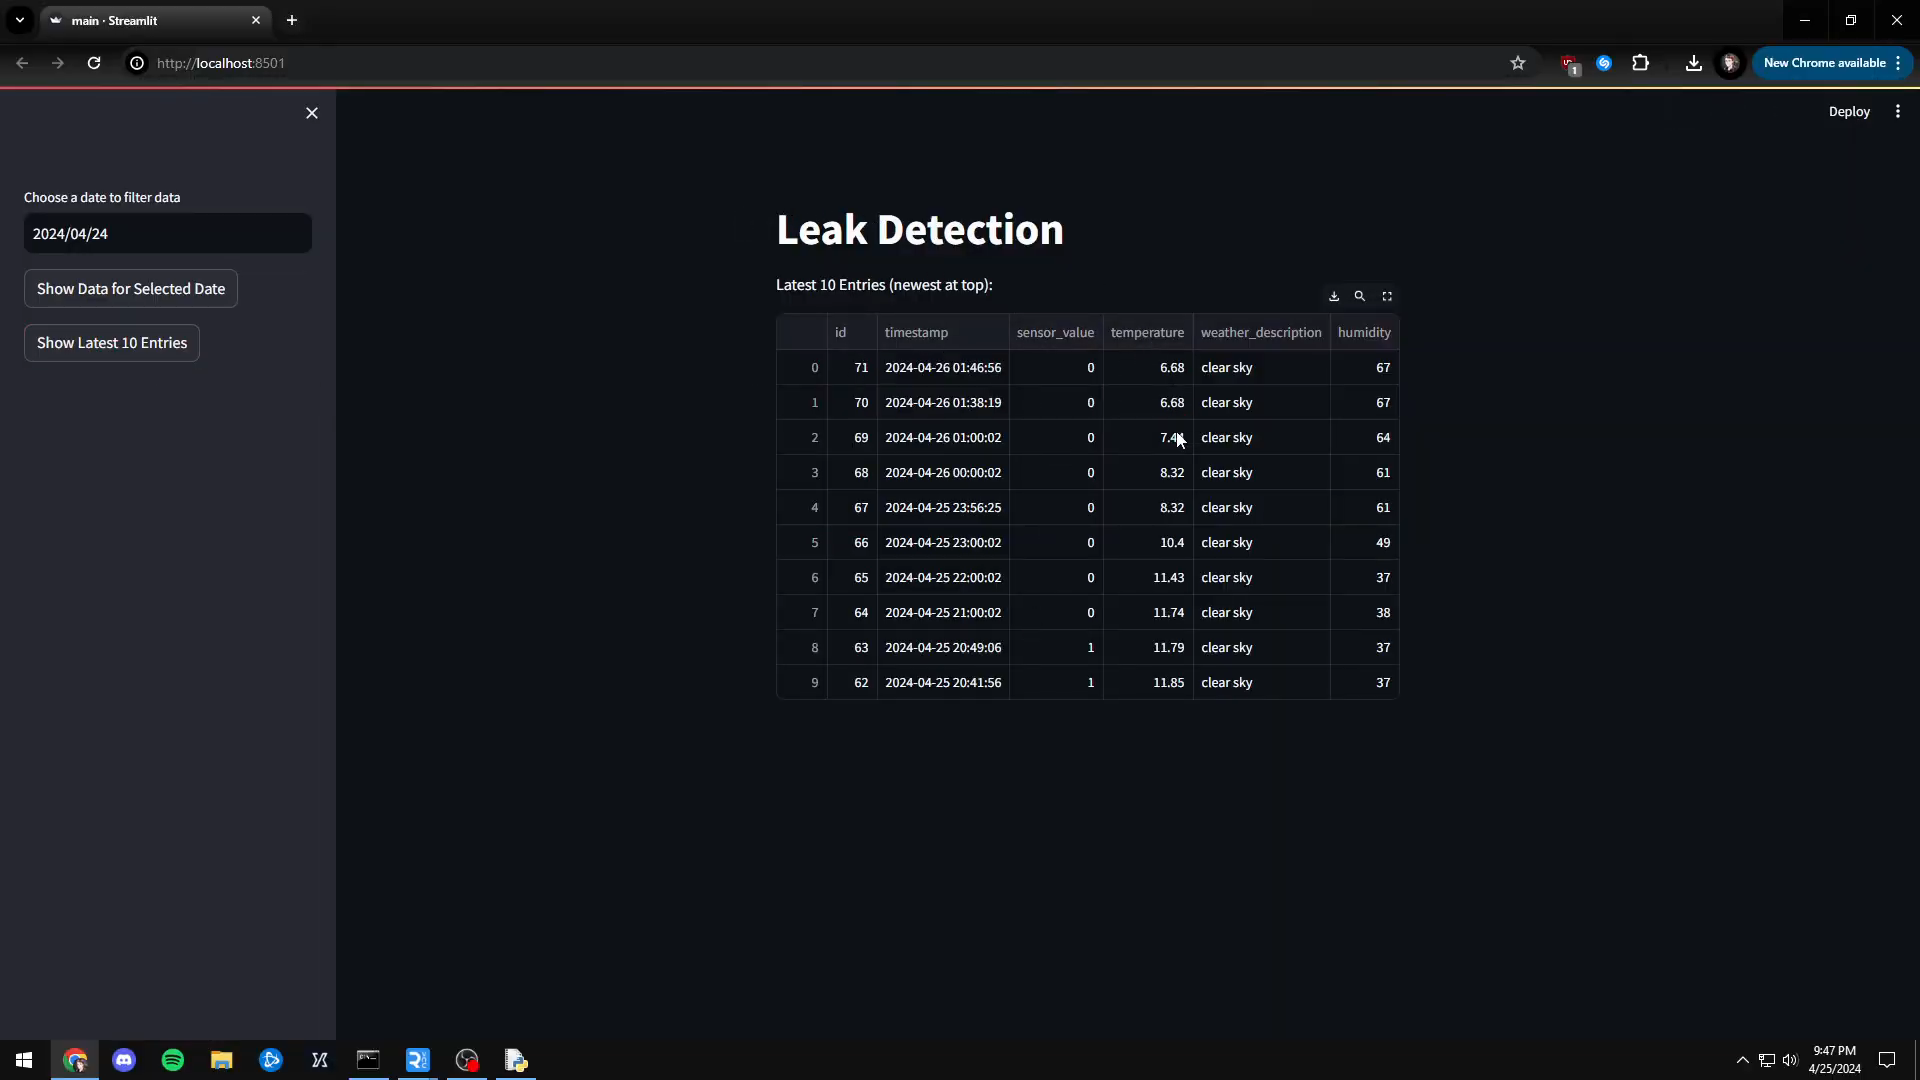 main · Streamlit
http://localhost:8501
1
New Chrome available
Deploy
Choose a date to filter data
2024/04/24
Show Data for Selected Date
Show Latest 10 Entries
Leak Detection
Latest 10 Entries (newest at top):
id timestamp sensor_value temperature weather_description humidity
0 71 2024-04-26 01:46:56 0 6.68 clear sky 67
1 70 2024-04-26 01:38:19 0 6.68 clear sky 67
2 69 2024-04-26 01:00:02 0 clear sky 64
3 68 2024-04-26 00:00:02 0 8.32 clear sky 61
4 67 2024-04-25 23:56:25 0 8.32 clear sky 61
5 66 2024-04-25 23:00:02 0 10.4 clear sky 49
6 65 2024-04-25 22:00:02 0 11.43 clear sky 37
7 64 2024-04-25 21:00:02 0 11.74 clear sky 38
8 63 2024-04-25 20:49:06 1 11.79 clear sky 37
9 62 2024-04-25 20:41:56 1 11.85 clear sky 37
9:47 PM
4/25/2024